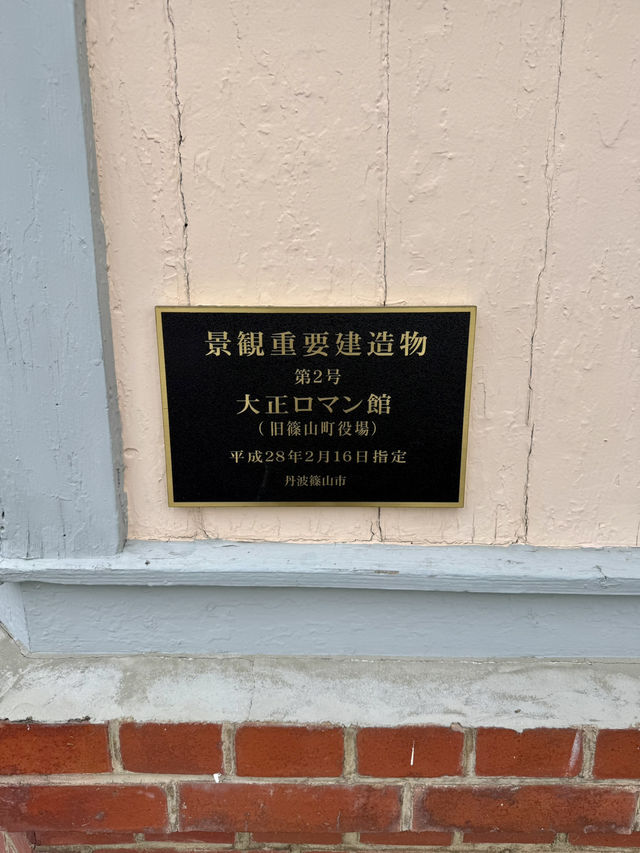 景観重要建造物
第2号
大正ロマン館
（旧篠山町役場）
平成28年2月16日指定
丹波篠山市